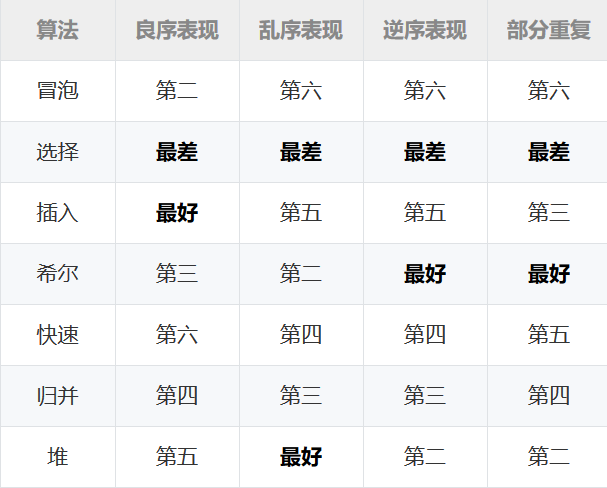 算法 良序表现 乱序表现 逆序表现 部分重复
冒泡 第二 第六 第六 第六
选择 最差 最差 最差 最差
插入 最好 第五 第五 第三
希尔 第三 第二 最好 最好
快速 第六 第四 第四 第五
归并 第四 第三 第三 第四
堆 第五 最好 第二 第二